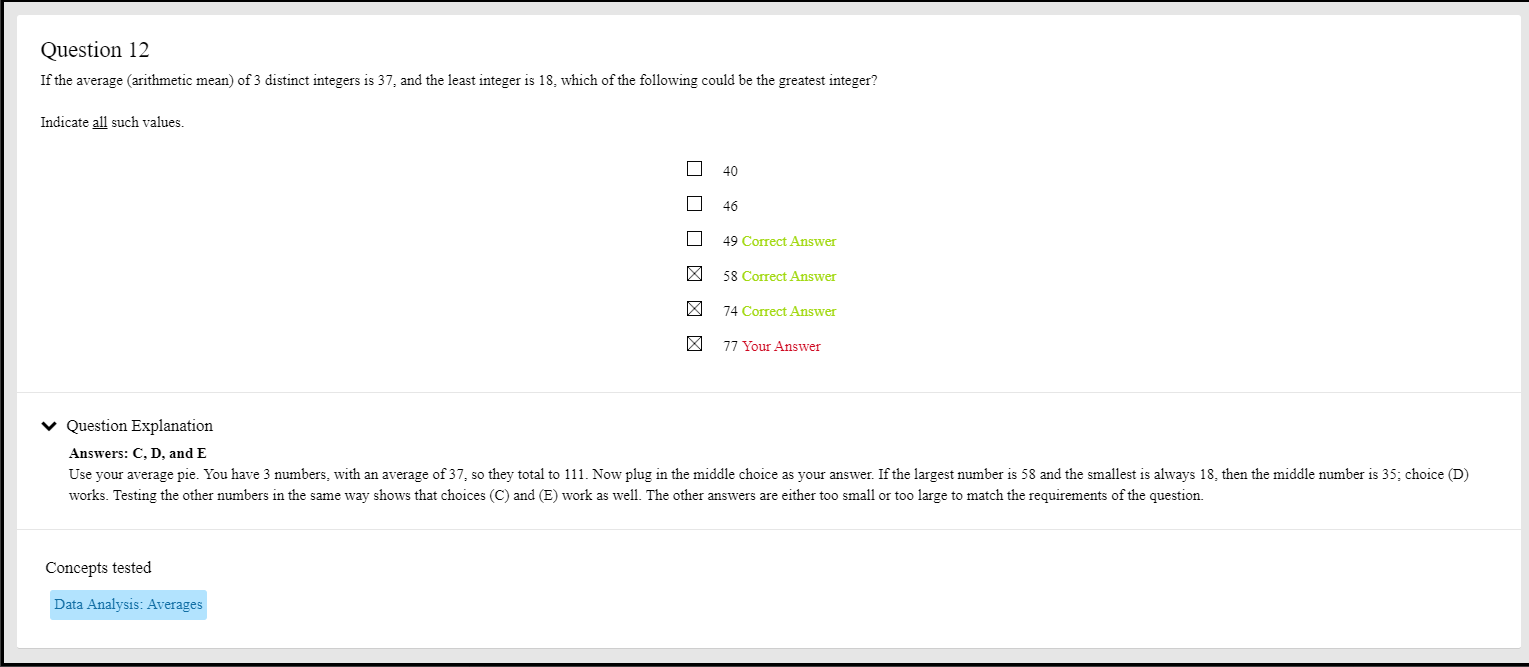 Question 12
If the average (arithmetic mean) of 3 distinct integers is 37, and the least integer is 18, which of the following could be the greatest integer?
Indicate all such values.
40
46
49 Correct Answer
58 Correct Answer
74 Correct Answer
77 Your Answer
Question Explanation
Answers: C, D, and E
Use your average pie. You have 3 numbers, with an average of 37, so they total to 111. Now plug in the middle choice as your answer. If the largest number is 58 and the smallest is always 18, then the middle number is 35; choice (D)
works. Testing the other numbers in the same way shows that choices (C) and (E) work as well. The other answers are either too small or too large to match the requirements of the question.
Concepts tested
Data Analysis: Averages